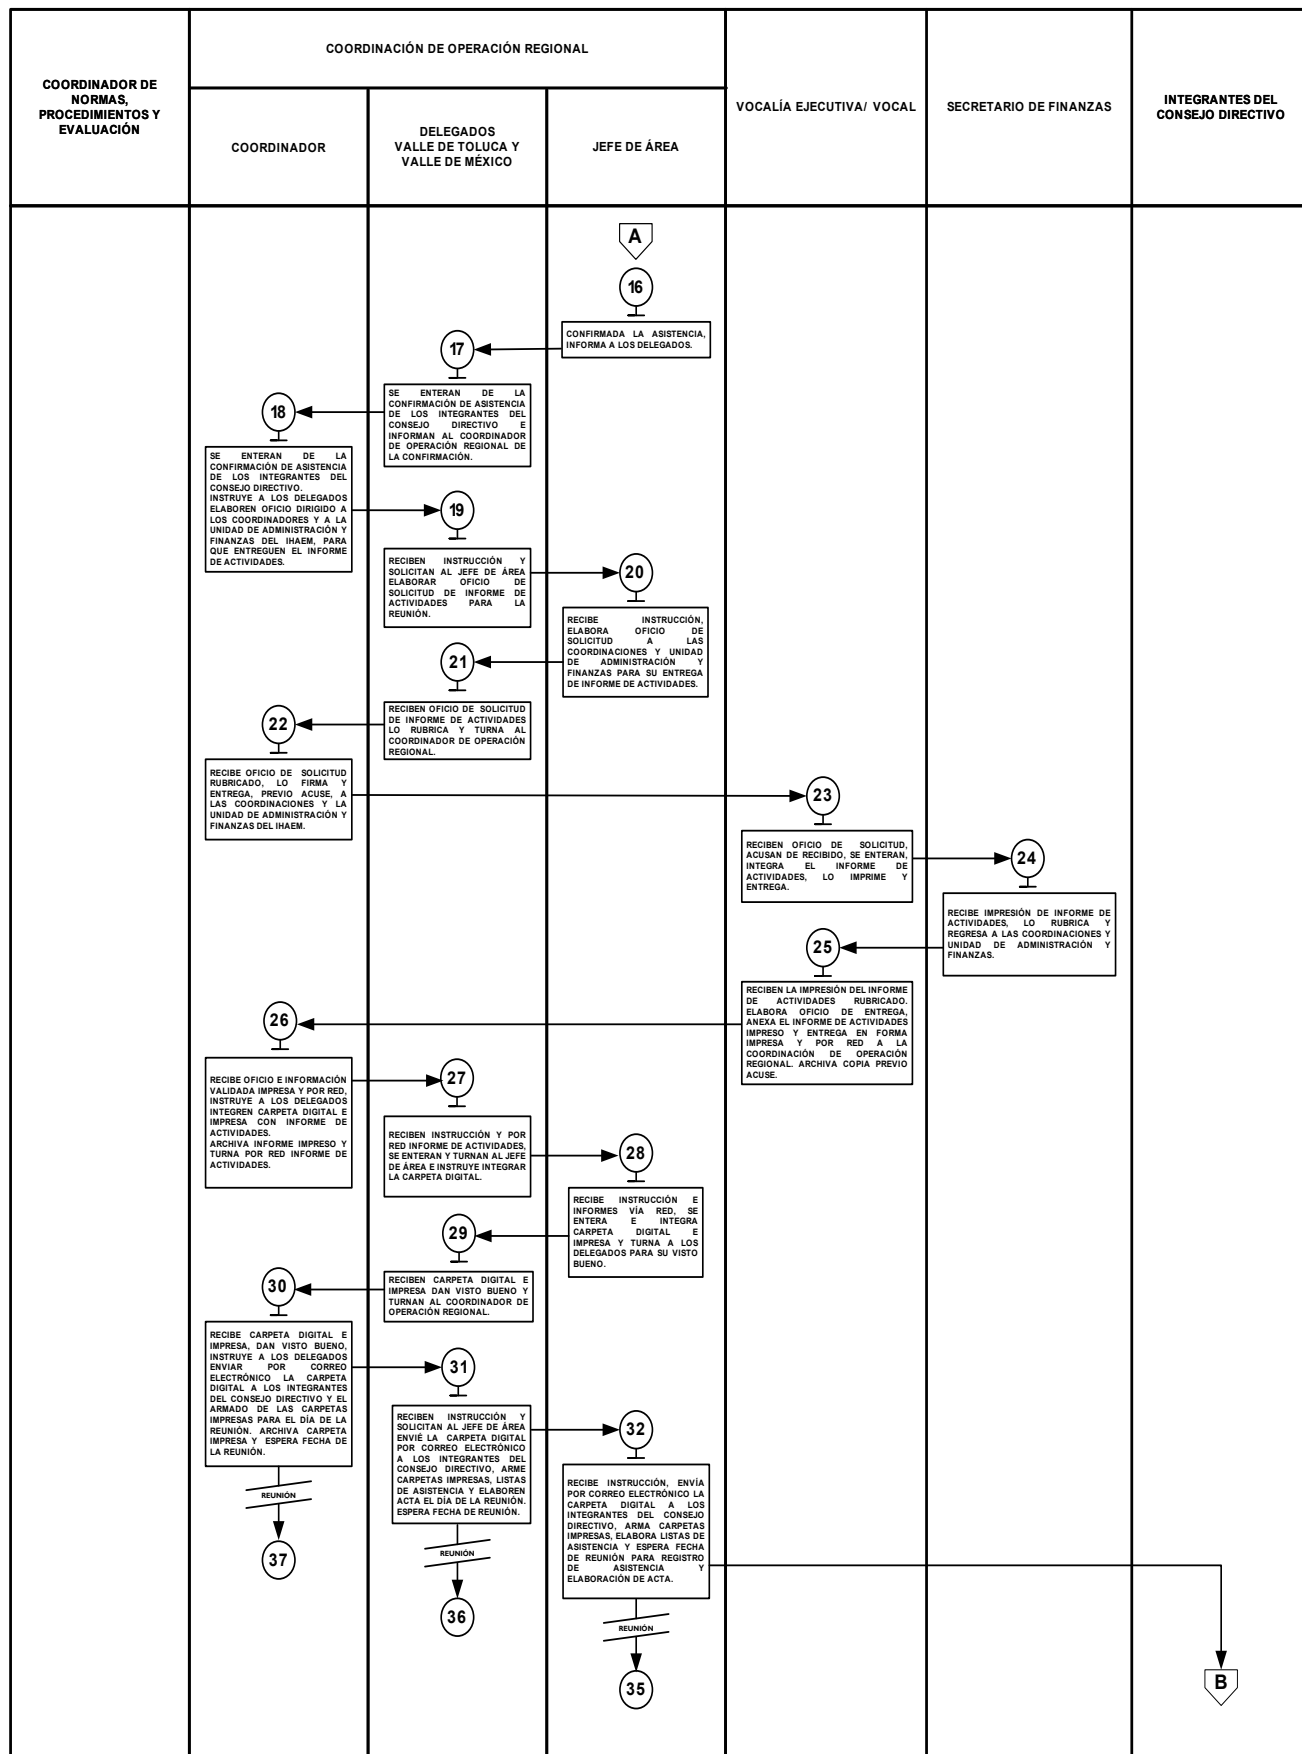 COORDINADOR DE
NORMAS,
PROCEDIMIENTOS Y
EVALUACIÓN
COORDINACIÓN DE OPERACIÓN REGIONAL
COORDINADOR
DELEGADOS
VALLE DE TOLUCA Y
VALLE DE MÉXICO
JEFE DE ÁREA
VOCALÍA EJECUTIVA/ VOCAL
SECRETARIO DE FINANZAS
INTEGRANTES DEL
CONSEJO DIRECTIVO
A
16
CONFIRMADA LA ASISTENCIA,
INFORMA A LOS DELEGADOS.
17
SE ENTERAN DE LA
CONFIRMACIÓN DE ASISTENCIA
DE LOS INTEGRANTES DEL
CONSEJO DIRECTIVO E
INFORMAN AL COORDINADOR
DE OPERACIÓN REGIONAL DE
LA CONFIRMACIÓN.
18
SE ENTERAN DE LA
CONFIRMACIÓN DE ASISTENCIA
DE LOS INTEGRANTES DEL
CONSEJO DIRECTIVO.
INSTRUYE A LOS DELEGADOS
ELABOREN OFICIO DIRIGIDO A
LOS COORDINADORES Y A LA
UNIDAD DE ADMINISTRACIÓN Y
FINANZAS DEL IHAEM, PARA
QUE ENTREGUEN EL INFORME
DE ACTIVIDADES.
19
RECIBEN INSTRUCCIÓN Y
SOLICITAN AL JEFE DE ÁREA
ELABORAR OFICIO DE
SOLICITUD DE INFORME DE
ACTIVIDADES PARA LA
REUNIÓN.
20
RECIBE INSTRUCCIÓN,
ELABORA OFICIO DE
SOLICITUD A LAS
COORDINACIONES Y UNIDAD
DE ADMINISTRACIÓN Y
FINANZAS PARA SU ENTREGA
DE INFORME DE ACTIVIDADES.
21
RECIBEN OFICIO DE SOLICITUD
DE INFORME DE ACTIVIDADES
LO RUBRICA Y TURNA AL
COORDINADOR DE OPERACIÓN
REGIONAL.
22
RECIBE OFICIO DE SOLICITUD
RUBRICADO, LO FIRMA Y
ENTREGA, PREVIO ACUSE, A
LAS COORDINACIONES Y LA
UNIDAD DE ADMINISTRACIÓN Y
FINANZAS DEL IHAEM.
23
RECIBEN OFICIO DE SOLICITUD,
ACUSAN DE RECIBIDO, SE ENTERAN,
INTEGRA EL INFORME DE
ACTIVIDADES, LO IMPRIME Y
ENTREGA.
24
RECIBE IMPRESIÓN DE INFORME DE
ACTIVIDADES, LO RUBRICA Y
REGRESA A LAS COORDINACIONES Y
UNIDAD DE ADMINISTRACIÓN Y
FINANZAS.
25
RECIBEN LA IMPRESIÓN DEL INFORME
DE ACTIVIDADES RUBRICADO.
ELABORA OFICIO DE ENTREGA,
ANEXA EL INFORME DE ACTIVIDADES
IMPRESO Y ENTREGA EN FORMA
IMPRESA Y POR RED A LA
COORDINACIÓN DE OPERACIÓN
REGIONAL. ARCHIVA COPIA PREVIO
ACUSE.
26
RECIBE OFICIO E INFORMACIÓN
VALIDADA IMPRESA Y POR RED,
INSTRUYE A LOS DELEGADOS
INTEGREN CARPETA DIGITAL E
IMPRESA CON INFORME DE
ACTIVIDADES.
ARCHIVA INFORME IMPRESO Y
TURNA POR RED INFORME DE
ACTIVIDADES.
27
RECIBEN INSTRUCCIÓN Y POR
RED INFORME DE ACTIVIDADES,
SE ENTERAN Y TURNAN AL JEFE
DE ÁREA E INSTRUYE INTEGRAR
LA CARPETA DIGITAL.
28
RECIBE INSTRUCCIÓN E
INFORMES VÍA RED, SE
ENTERA E INTEGRA
CARPETA DIGITAL E
IMPRESA Y TURNA A LOS
DELEGADOS PARA SU VISTO
BUENO.
29
RECIBEN CARPETA DIGITAL E
IMPRESA DAN VISTO BUENO Y
TURNAN AL COORDINADOR DE
OPERACIÓN REGIONAL.
30
RECIBE CARPETA DIGITAL E
IMPRESA, DAN VISTO BUENO,
INSTRUYE A LOS DELEGADOS
ENVIAR POR CORREO
ELECTRÓNICO LA CARPETA
DIGITAL A LOS INTEGRANTES
DEL CONSEJO DIRECTIVO Y EL
ARMADO DE LAS CARPETAS
IMPRESAS PARA EL DÍA DE LA
REUNIÓN. ARCHIVA CARPETA
IMPRESA Y ESPERA FECHA DE
LA REUNIÓN.
REUNIÓN
37
31
RECIBEN INSTRUCCIÓN Y
SOLICITAN AL JEFE DE ÁREA
ENVIÉ LA CARPETA DIGITAL
POR CORREO ELECTRÓNICO
A LOS INTEGRANTES DEL
CONSEJO DIRECTIVO, ARME
CARPETAS IMPRESAS, LISTAS
DE ASISTENCIA Y ELABOREN
ACTA EL DÍA DE LA REUNIÓN.
ESPERA FECHA DE REUNIÓN.
REUNIÓN
36
32
RECIBE INSTRUCCIÓN, ENVÍA
POR CORREO ELECTRÓNICO LA
CARPETA DIGITAL A LOS
INTEGRANTES DEL CONSEJO
DIRECTIVO, ARMA CARPETAS
IMPRESAS, ELABORA LISTAS DE
ASISTENCIA Y ESPERA FECHA
DE REUNIÓN PARA REGISTRO
DE ASISTENCIA Y
ELABORACIÓN DE ACTA.
REUNIÓN
35
B